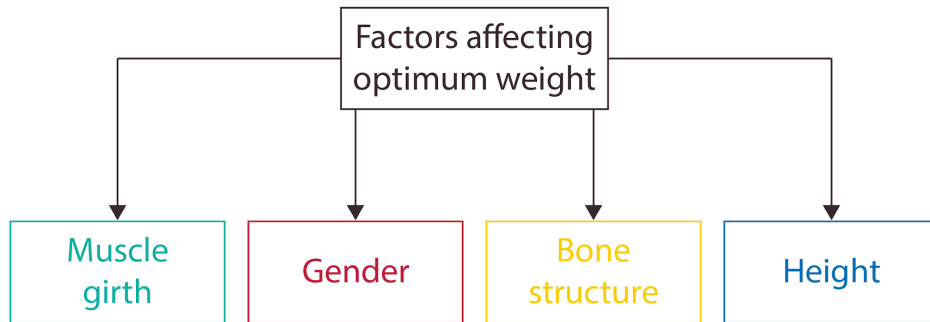 Factors affecting
optimum weight
Muscle
girth
Gender
Bone
structure
Height